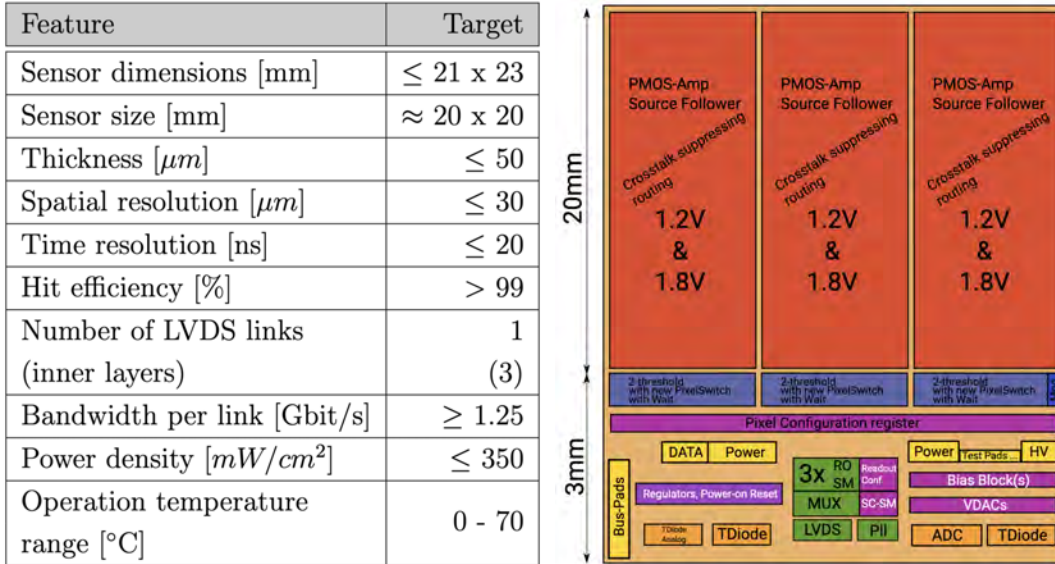 Feature Target
Sensor dimensions [mm] ≤ 21 x 23
Sensor size [mm] ≈ 20 x 20
Thickness [μm] ≤ 50
Spatial resolution [μm] ≤ 30
Time resolution [ns] ≤ 20
Hit efficiency [%] > 99
Number of LVDS links 1
(inner layers) (3)
Bandwidth per link [Gbit/s] ≥ 1.25
Power density [mW/cm²] ≤ 350
Operation temperature
range [°C] 0 - 70
20mm
3mm
PMOS-Amp
Source Follower
Crosstalk suppressing
routing
1.2V
&
1.8V
PMOS-Amp
Source Follower
Crosstalk suppressing
routing
1.2V
&
1.8V
PMOS-Amp
Source Follower
Crosstalk suppressing
routing
1.2V
&
1.8V
2-threshold
with new PixelSwitch
with Wait
2-threshold
with new PixelSwitch
with Wait
2-threshold
with new PixelSwitch
with Wait
Pixel Configuration register
DATA Power
Power Test Pads ... HV
Bus-Pads
Regulators, Power-on Reset
3x RO
SM
Readout
Conf
MUX SC-SM
LVDS Pll
Bias Block(s)
VDACs
TDiode
Analog
TDiode
ADC TDiode